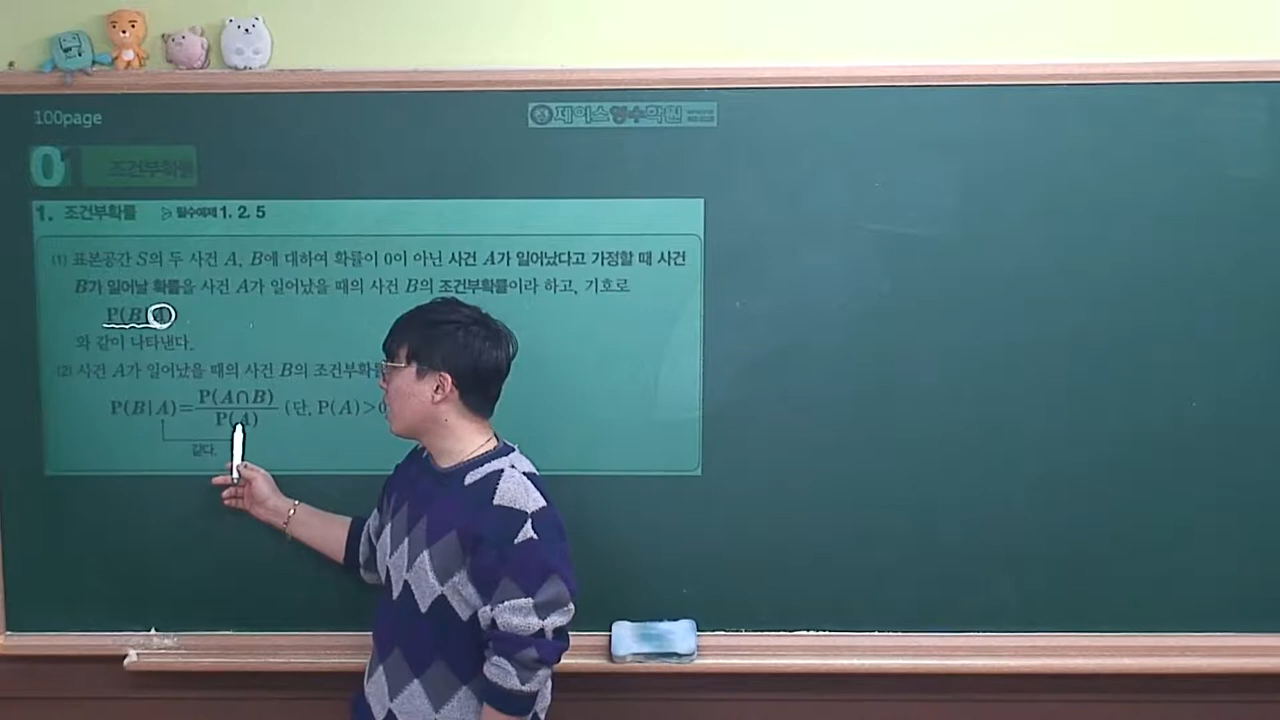 100page
제이스영수학원
01 조건부확률
1. 조건부확률 ▷ 필수예제 1, 2, 5
(1) 표본공간 S의 두 사건 A, B에 대하여 확률이 0이 아닌 사건 A가 일어났다고 가정할 때 사건
B가 일어날 확률을 사건 A가 일어났을 때의 사건 B의 조건부확률이라 하고, 기호로
P(B|A)
와 같이 나타낸다.
(2) 사건 A가 일어났을 때의 사건 B의 조건부확률
P(B|A)=P(A∩B)/P(A) (단, P(A)>0
같다.